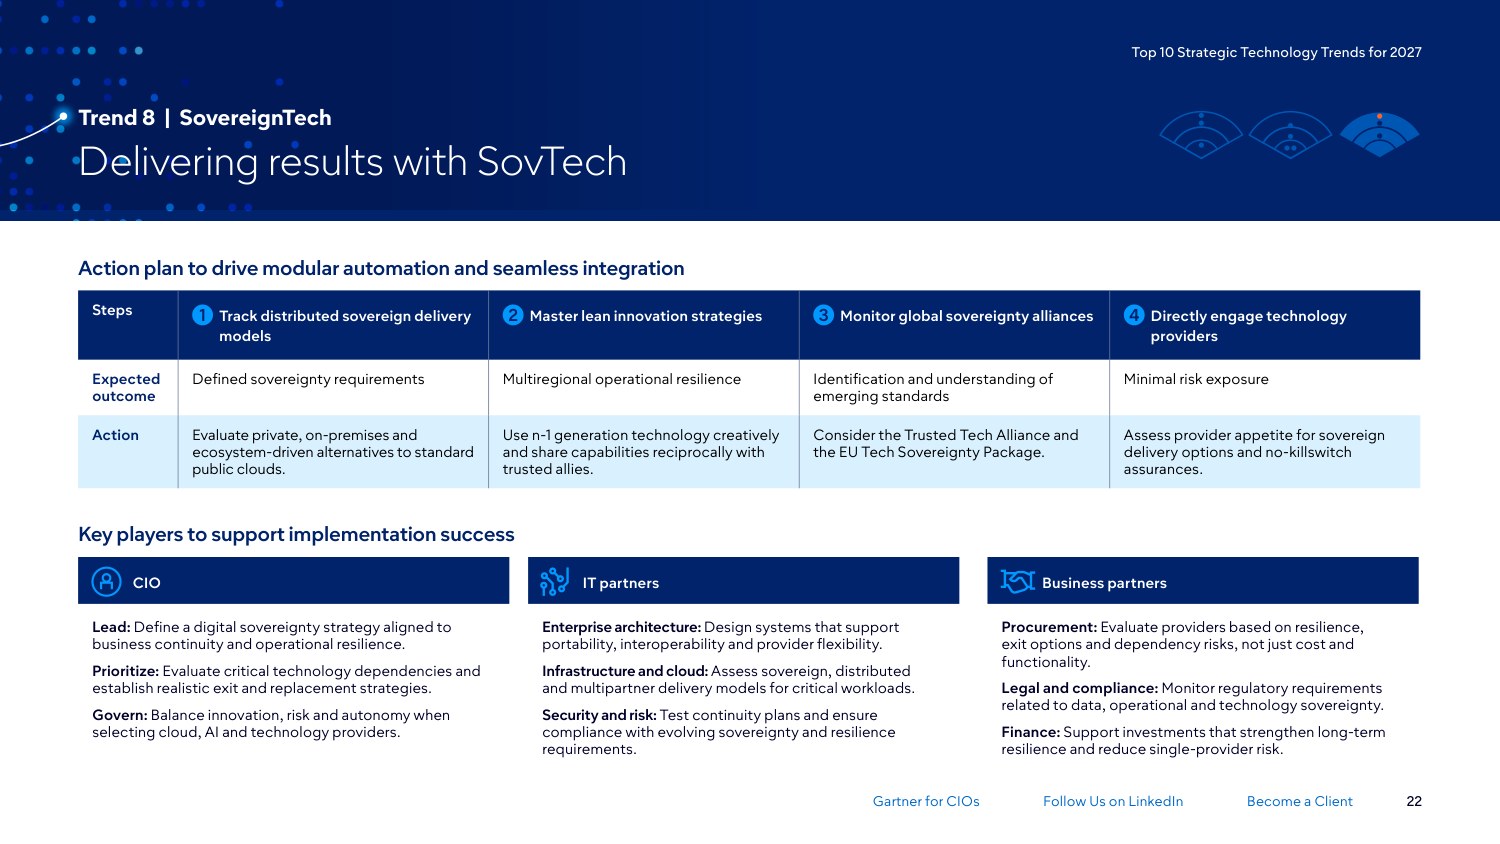 Top 10 Strategic Technology Trends for 2027
Trend 8 | SovereignTech
Delivering results with SovTech
Action plan to drive modular automation and seamless integration
Steps
1 Track distributed sovereign delivery
models
2 Master lean innovation strategies
3 Monitor global sovereignty alliances
4 Directly engage technology
providers
Expected
outcome
Defined sovereignty requirements
Multiregional operational resilience
Identification and understanding of
emerging standards
Minimal risk exposure
Action
Evaluate private, on-premises and
ecosystem-driven alternatives to standard
public clouds.
Use n-1 generation technology creatively
and share capabilities reciprocally with
trusted allies.
Consider the Trusted Tech Alliance and
the EU Tech Sovereignty Package.
Assess provider appetite for sovereign
delivery options and no-killswitch
assurances.
Key players to support implementation success
CIO
Lead: Define a digital sovereignty strategy aligned to
business continuity and operational resilience.
Prioritize: Evaluate critical technology dependencies and
establish realistic exit and replacement strategies.
Govern: Balance innovation, risk and autonomy when
selecting cloud, AI and technology providers.
IT partners
Enterprise architecture: Design systems that support
portability, interoperability and provider flexibility.
Infrastructure and cloud: Assess sovereign, distributed
and multipartner delivery models for critical workloads.
Security and risk: Test continuity plans and ensure
compliance with evolving sovereignty and resilience
requirements.
Business partners
Procurement: Evaluate providers based on resilience,
exit options and dependency risks, not just cost and
functionality.
Legal and compliance: Monitor regulatory requirements
related to data, operational and technology sovereignty.
Finance: Support investments that strengthen long-term
resilience and reduce single-provider risk.
Gartner for CIOs
Follow Us on LinkedIn
Become a Client
22